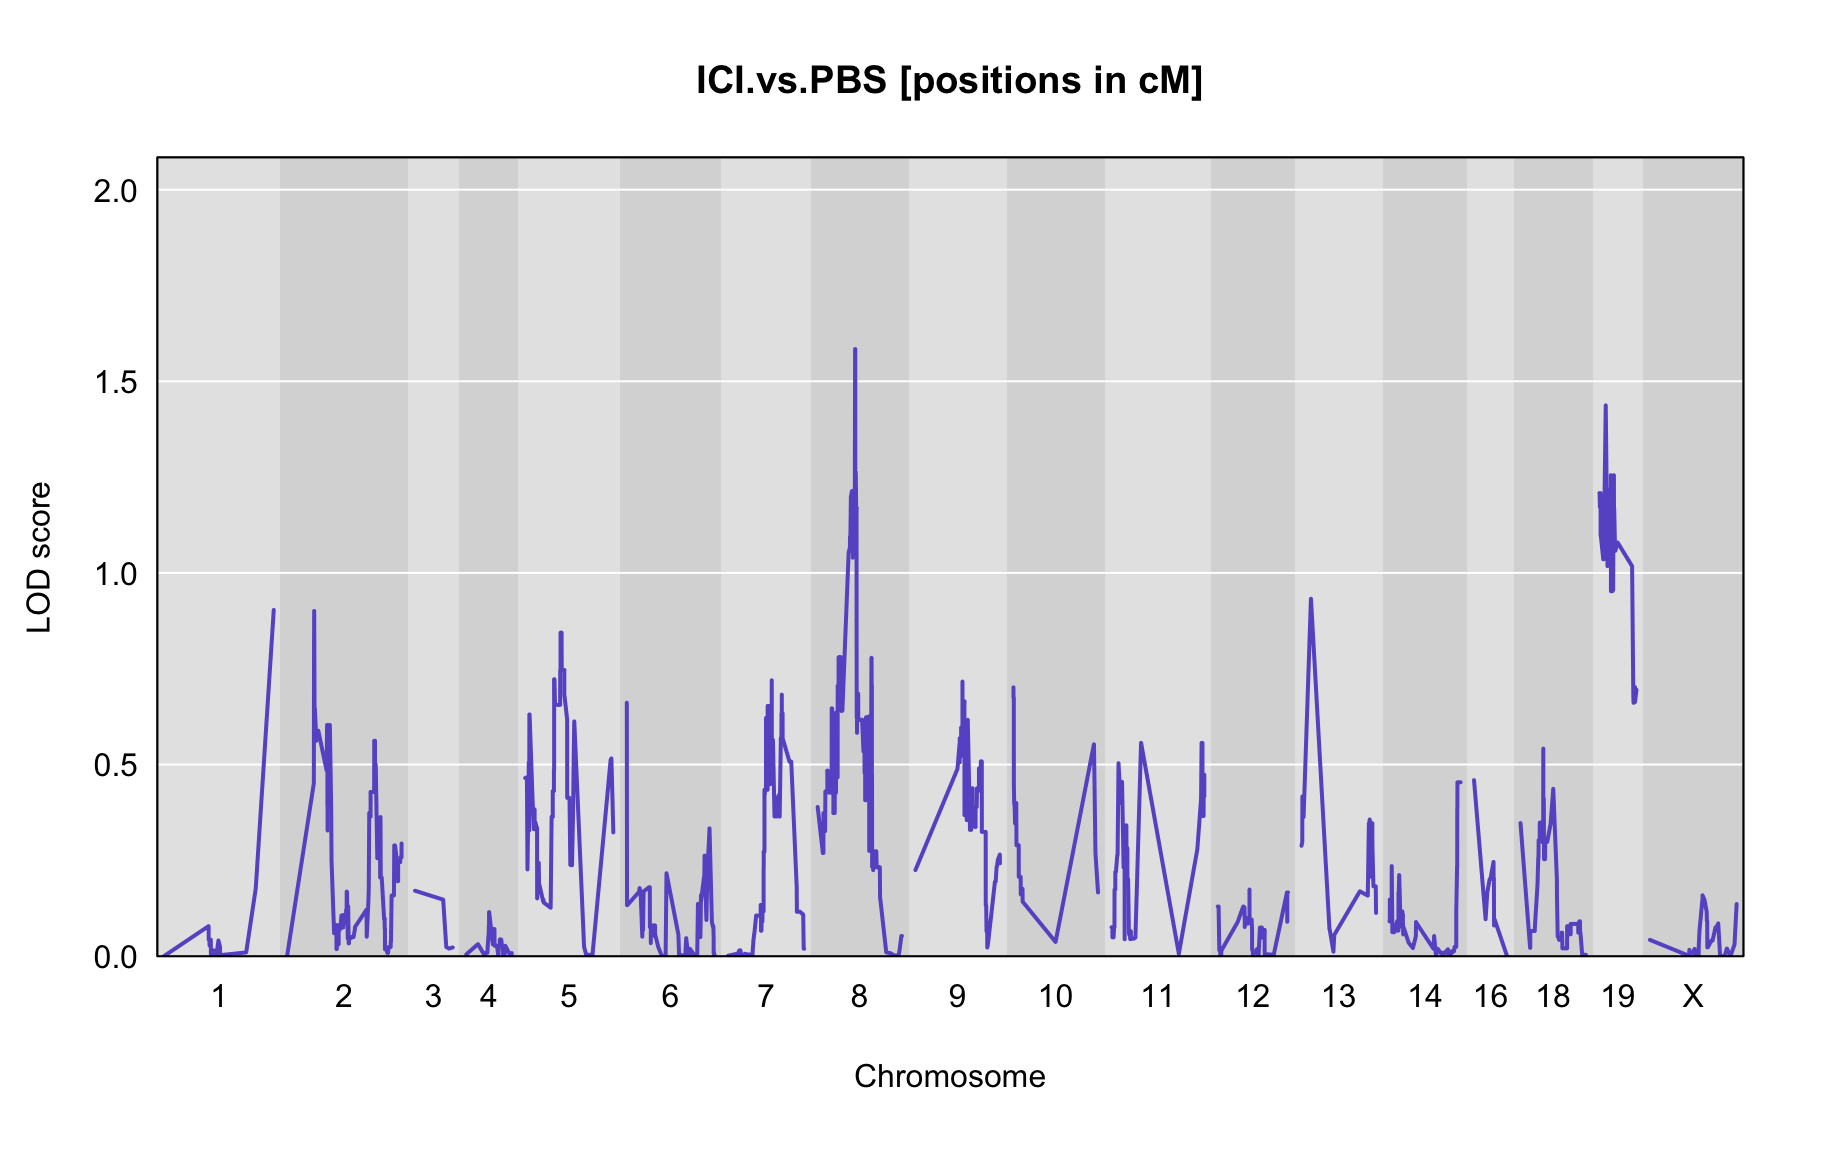 ICI.vs.PBS [positions in cM]
2.0
1.5
1.0
0.5
0.0
LOD score
1 2 3 4 5 6 7 8 9 10 11 12 13 14 16 18 19 X
Chromosome